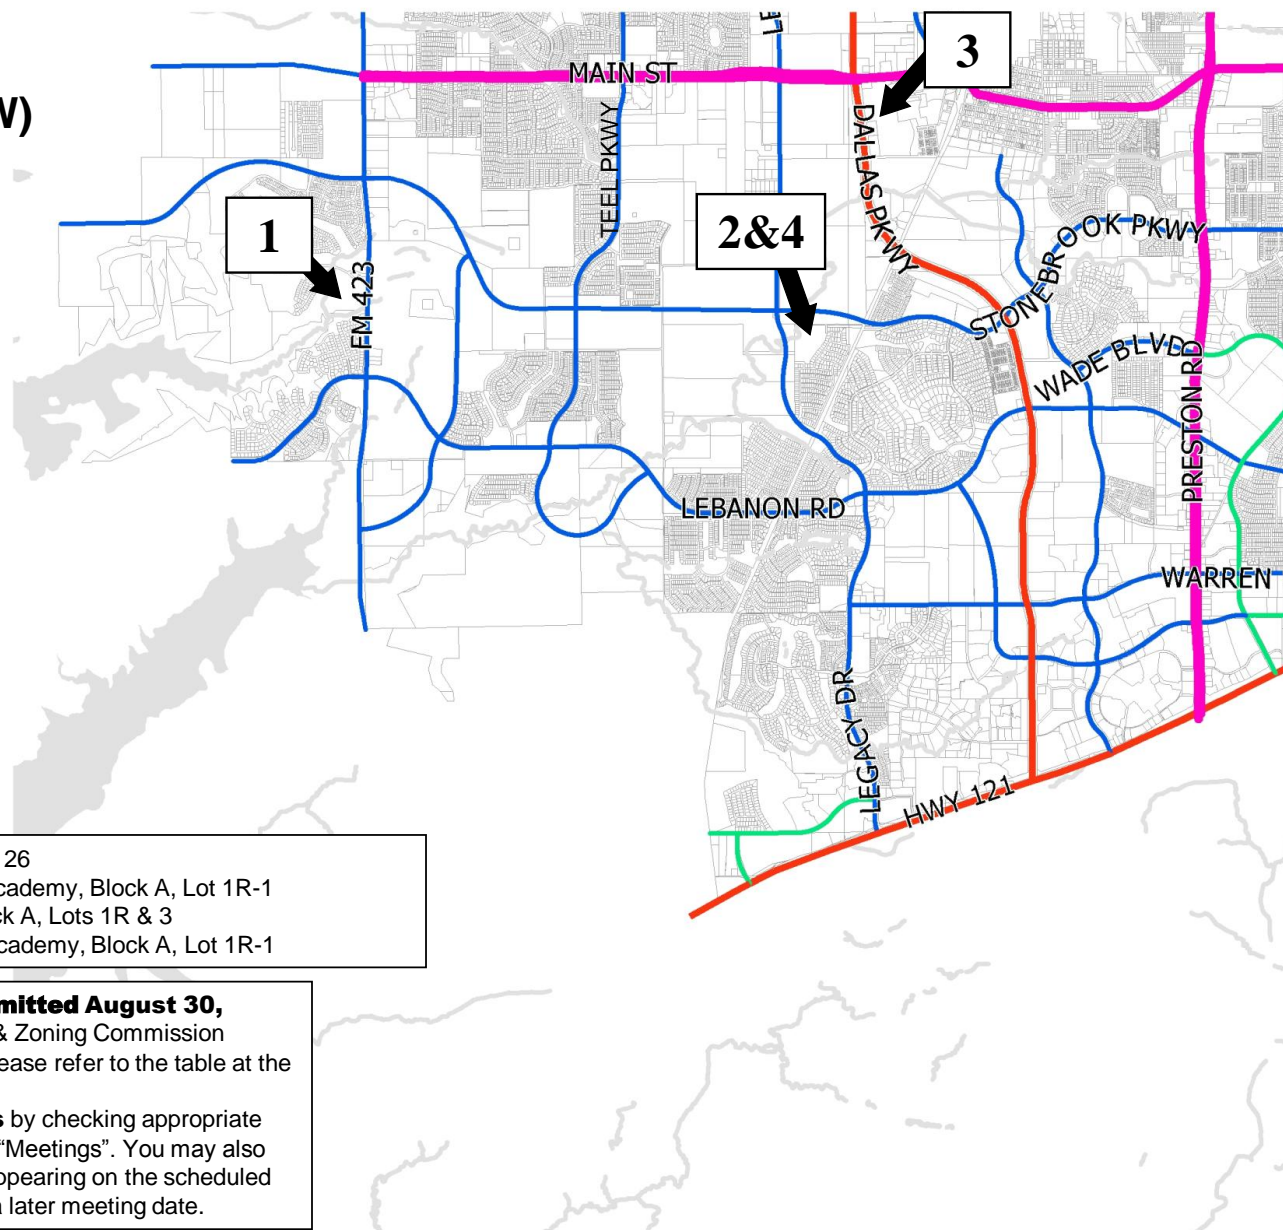 LE
3
MAIN ST
W)
DALLAS PKWY
TEEL PKWY
1
2&4
STONEBROOK PKWY
FM 423
WADE BLVD
PRESTON RD
LEBANON RD
WARREN
LEGACY DR
HWY 121
26
cademy, Block A, Lot 1R-1
ck A, Lots 1R & 3
cademy, Block A, Lot 1R-1
mitted August 30,
& Zoning Commission
ease refer to the table at the
s by checking appropriate
“Meetings”. You may also
ppearing on the scheduled
a later meeting date.